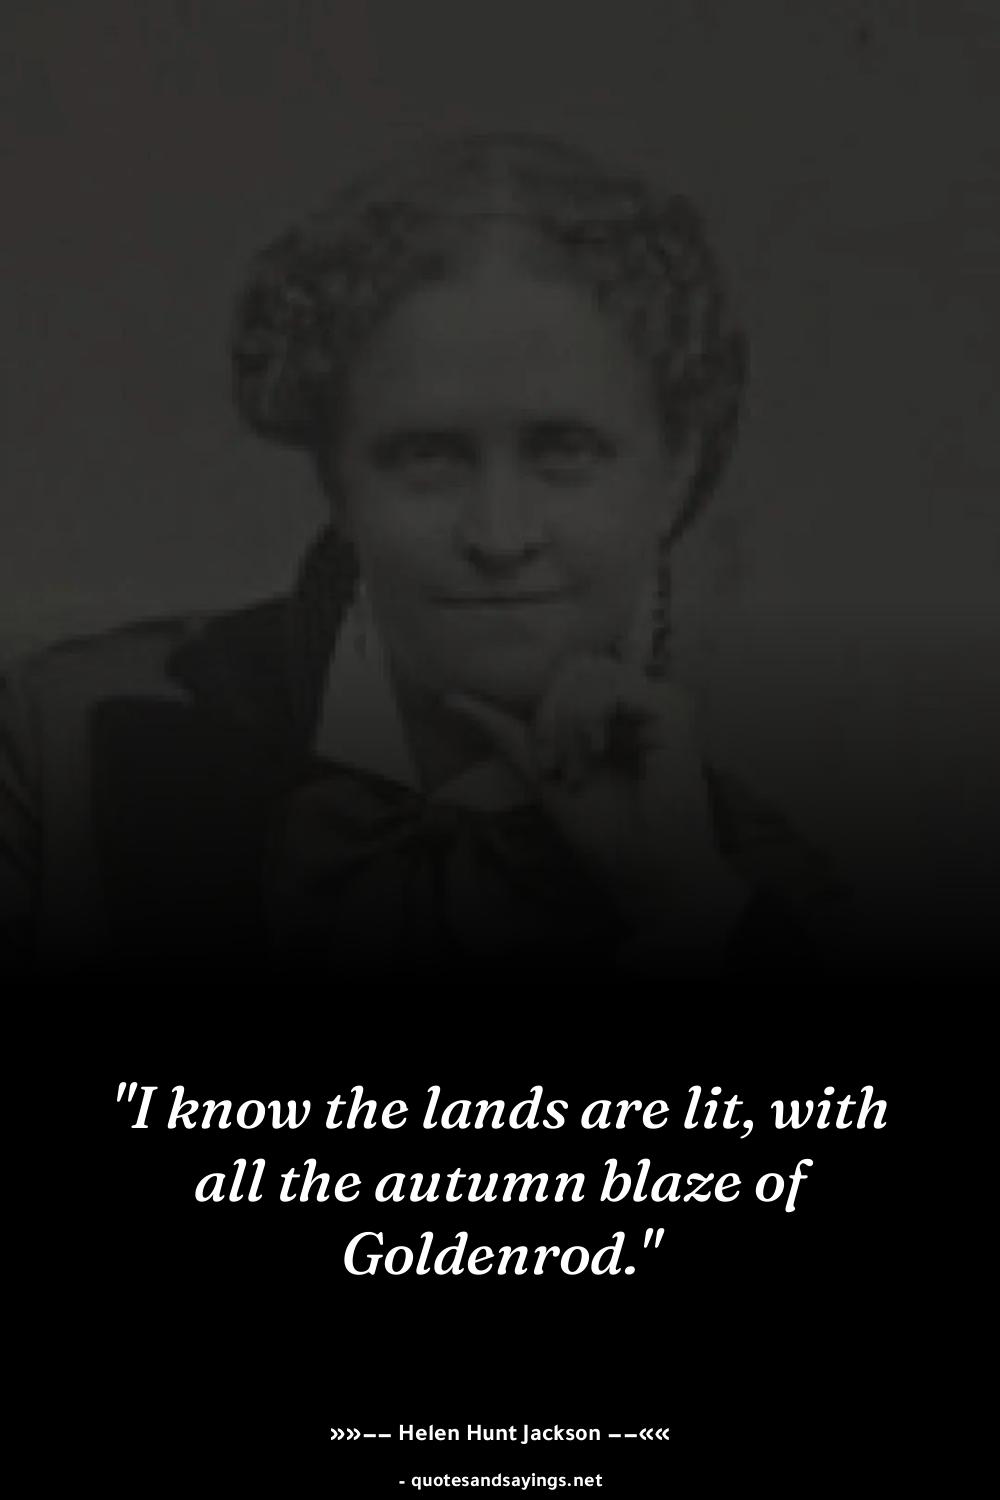 "I know the lands are lit, with
all the autumn blaze of
Goldenrod."
»»−− Helen Hunt Jackson −−««
- quotesandsayings.net